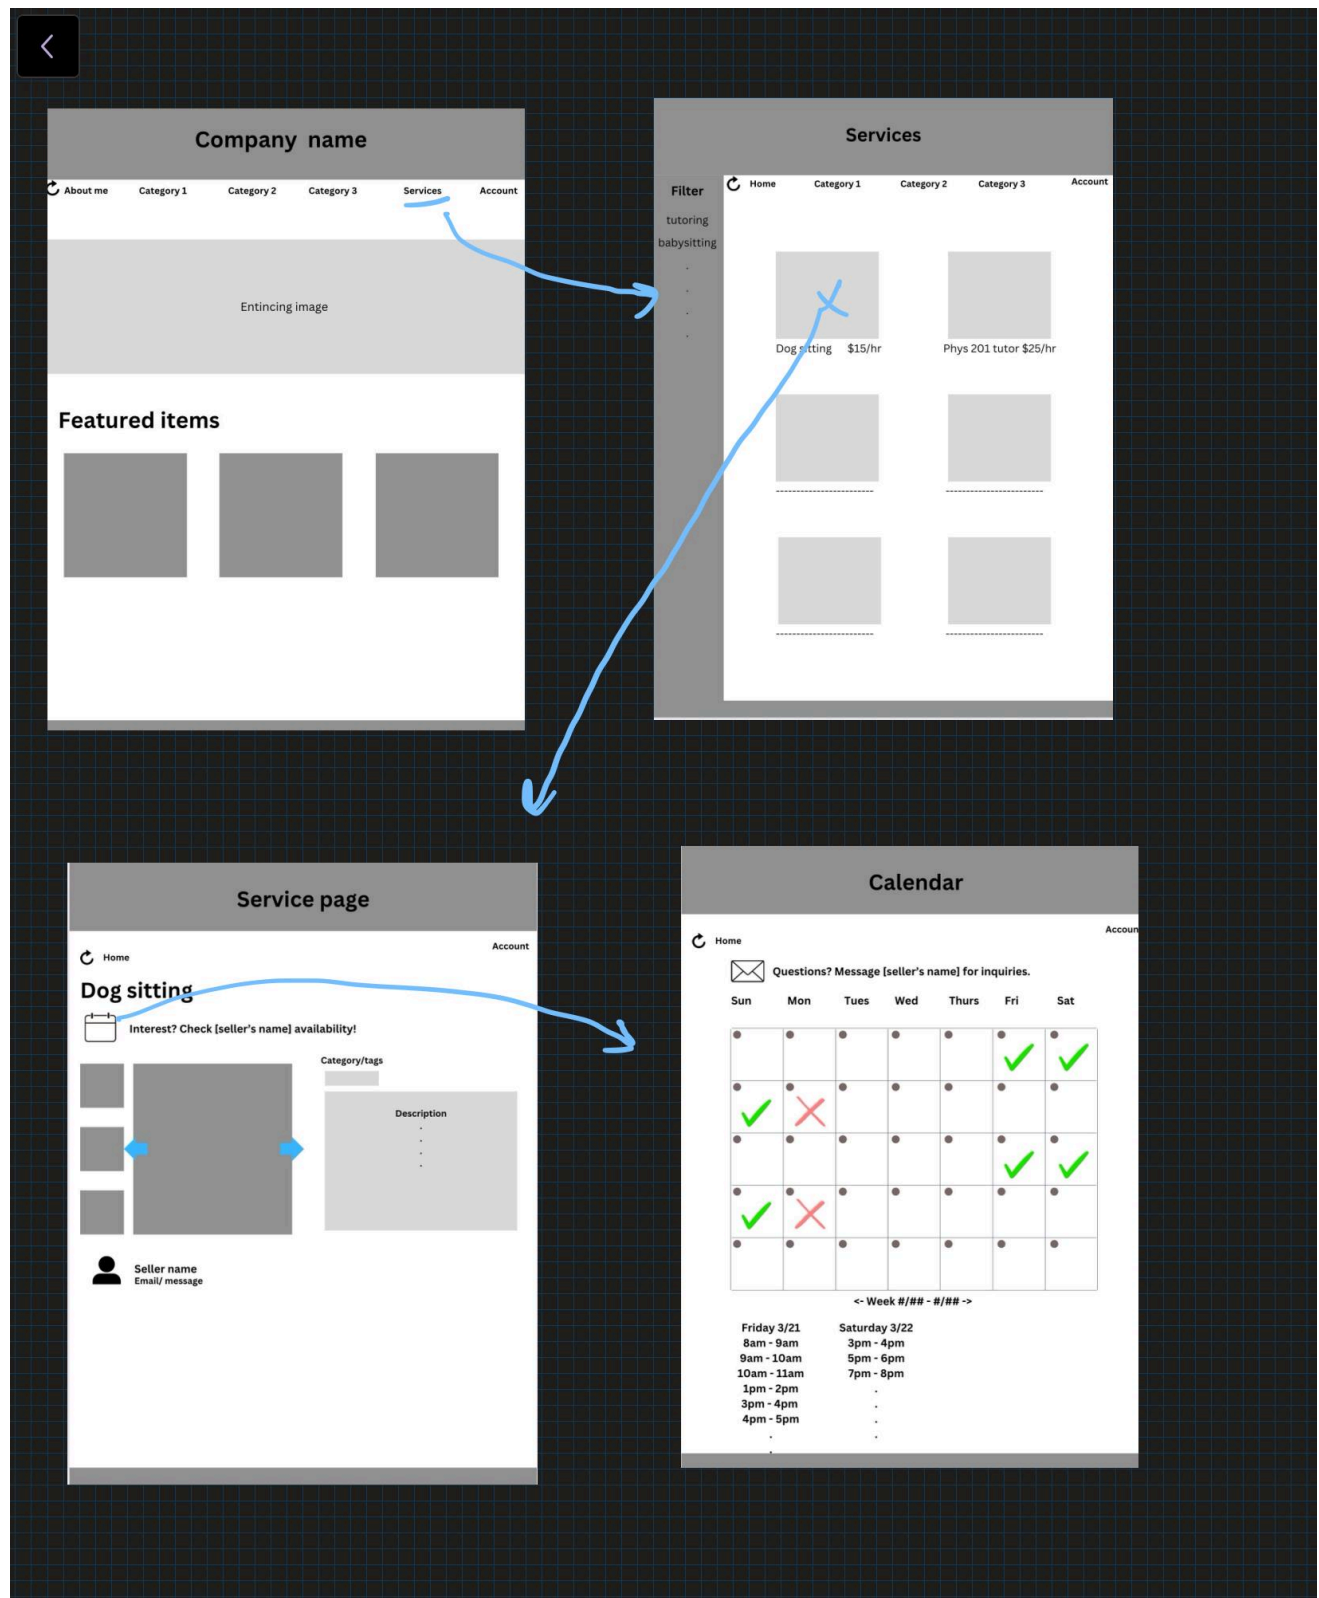 Company name
About me Category 1 Category 2 Category 3 Services Account
Entincing image
Featured items
Services
Filter
tutoring
babysitting
.
.
.
.
Home Category 1 Category 2 Category 3 Account
Dog sitting $15/hr Phys 201 tutor $25/hr
------------------------ ------------------------
------------------------ ------------------------
Service page
Home Account
Dog sitting
Interest? Check [seller's name] availability!
Category/tags
Description
.
.
.
.
Seller name
Email/ message
Calendar
Accoun
Home
Questions? Message [seller's name] for inquiries.
Sun Mon Tues Wed Thurs Fri Sat
<- Week #/## - #/## ->
Friday 3/21 Saturday 3/22
8am - 9am 3pm - 4pm
9am - 10am 5pm - 6pm
10am - 11am 7pm - 8pm
1pm - 2pm .
3pm - 4pm .
4pm - 5pm .
. .
.